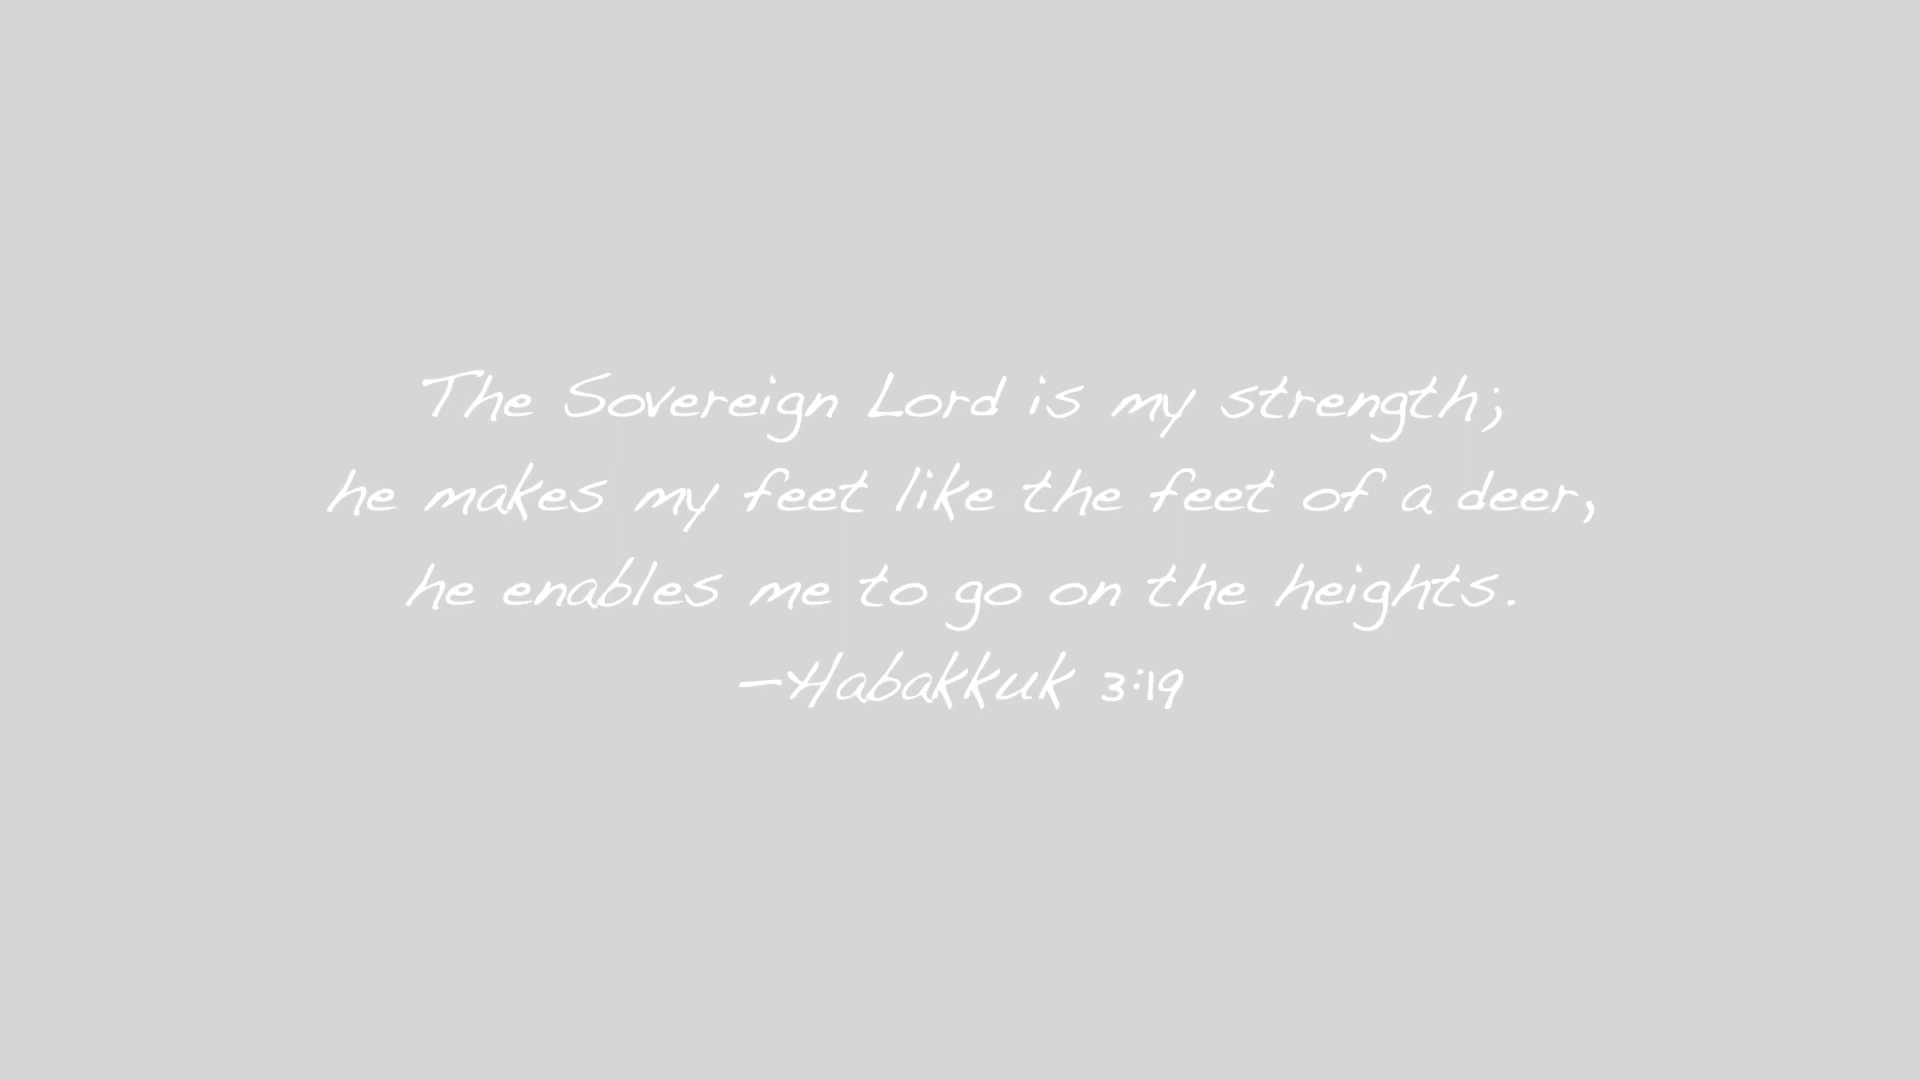 The Sovereign Lord is my strength;
he makes my feet like the feet of a deer,
he enables me to go on the heights.
—Habakkuk 3:19